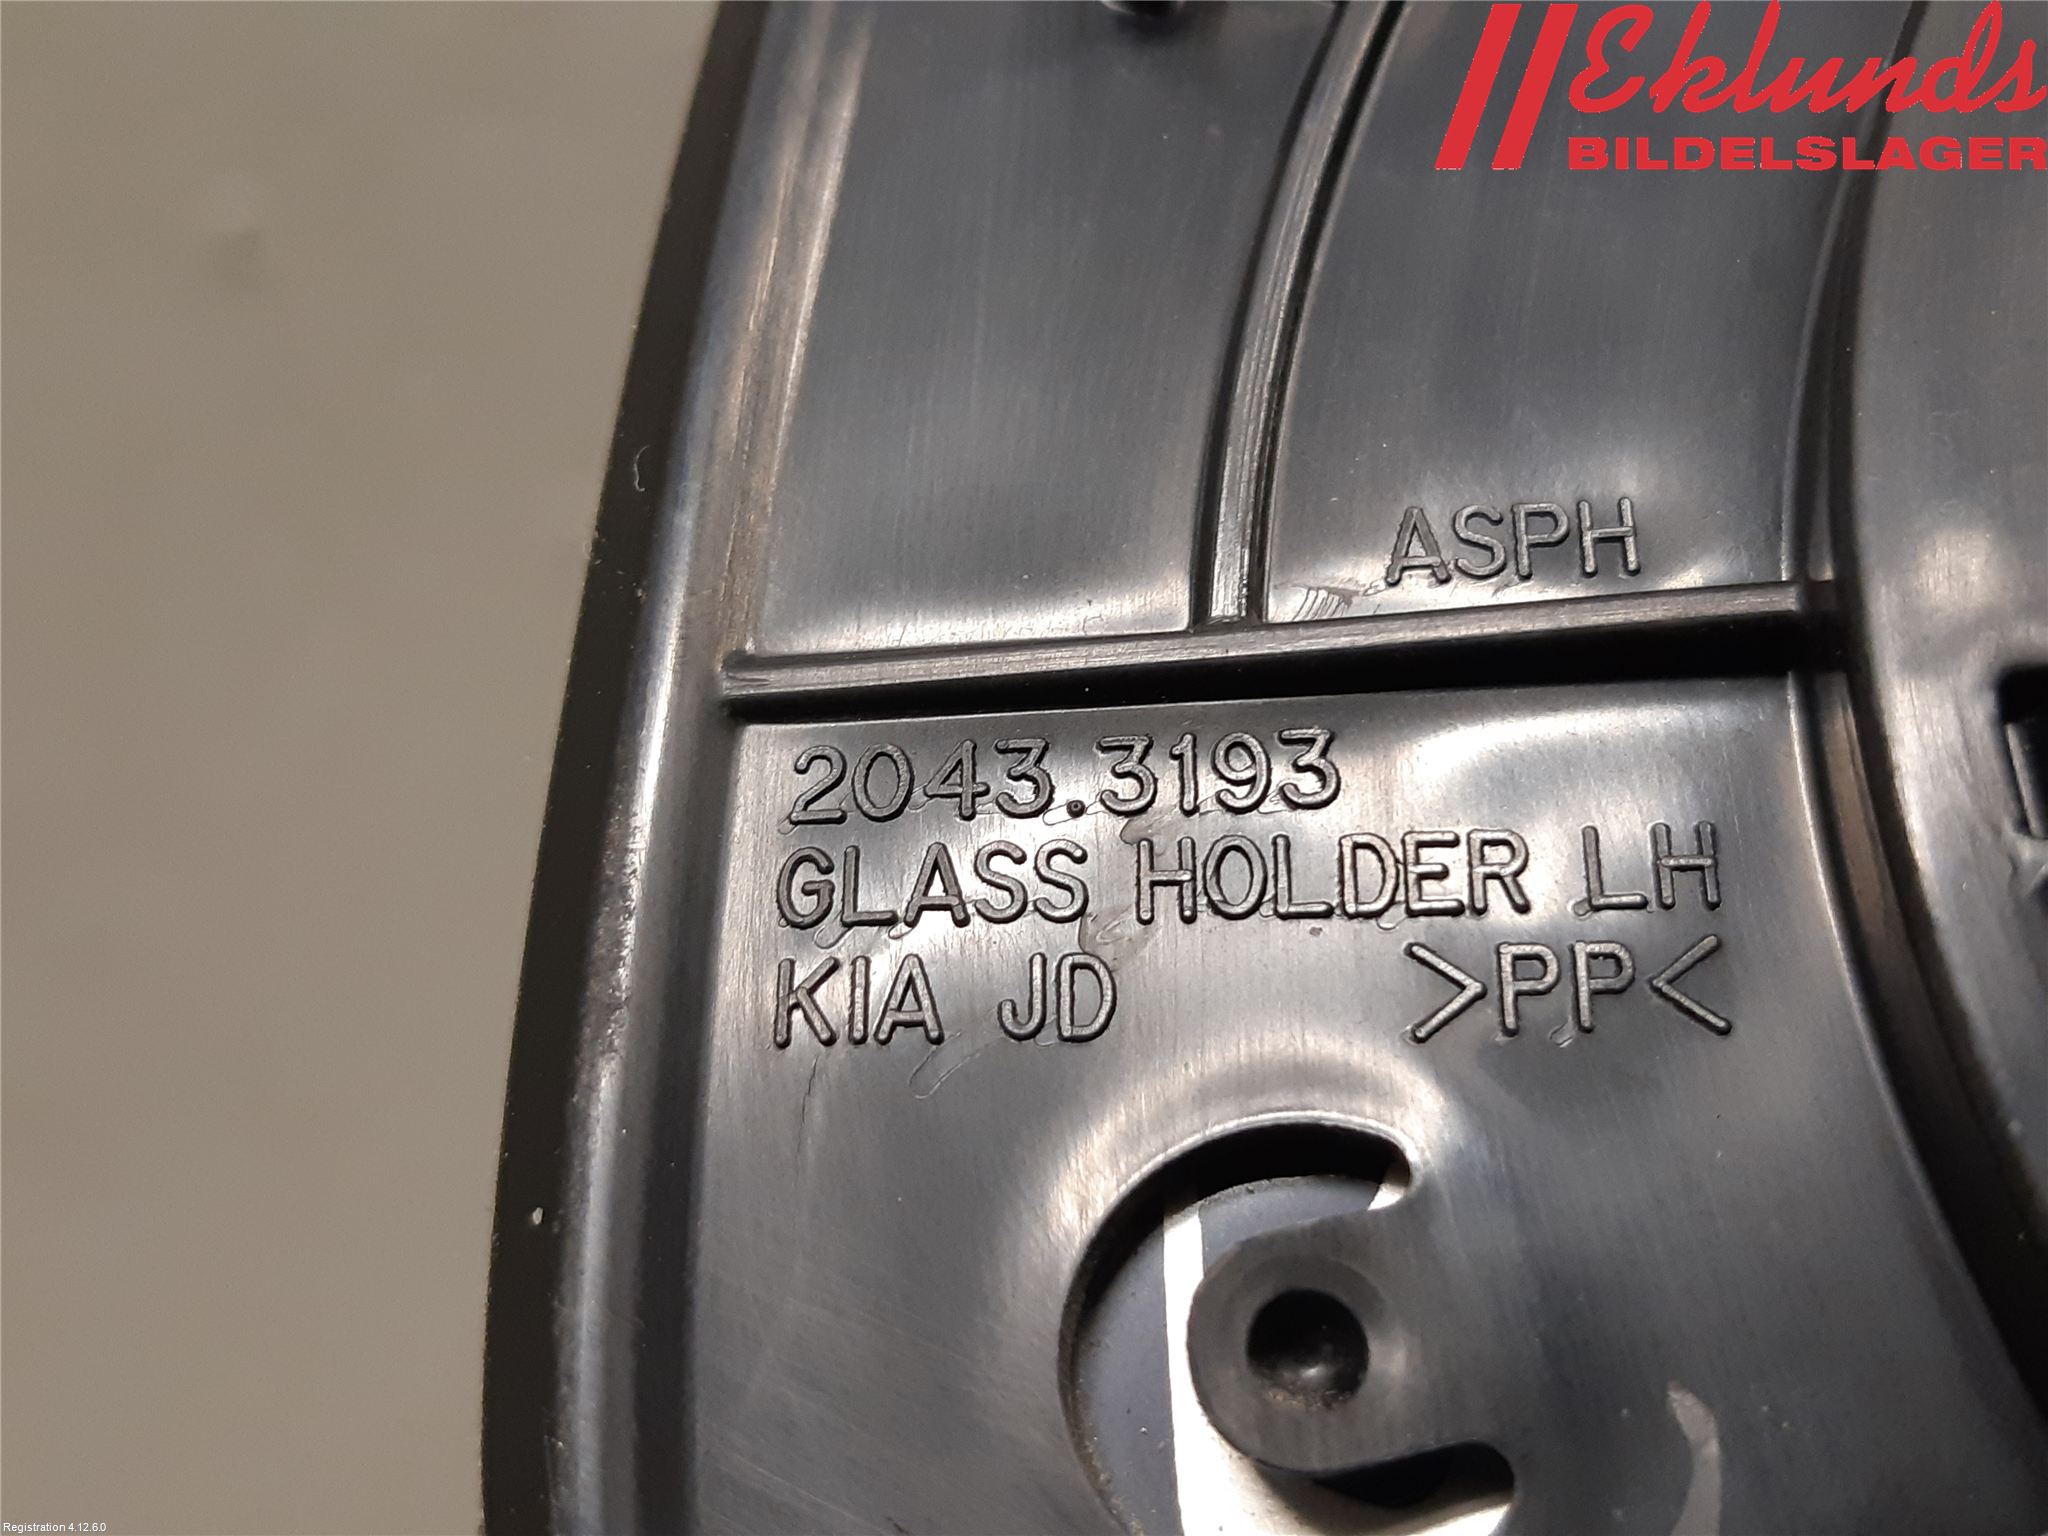 Eklunds
BILDELSLAGER
ASPH
2043.3193
GLASS HOLDER LH
KIA JD >PP<
Registration 4.12.6.0